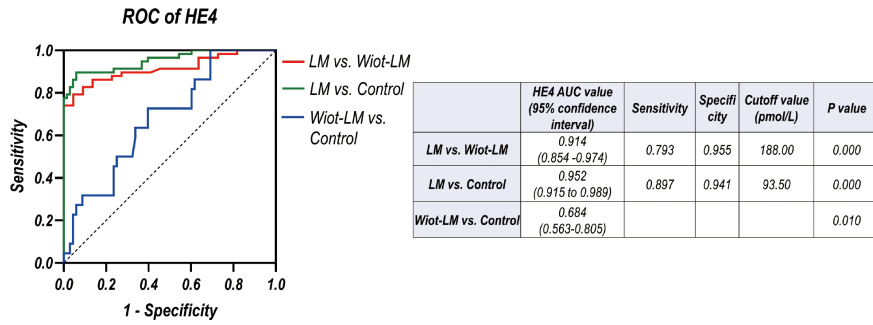 ROC of HE4
1.0
0.8
0.6
0.4
0.2
0.0
Sensitivity
0.0 0.2 0.4 0.6 0.8 1.0
1 - Specificity
LM vs. Wiot-LM
LM vs. Control
Wiot-LM vs.
Control
HE4 AUC value
(95% confidence
interval)
Sensitivity
Specifi
city
Cutoff value
(pmol/L)
P value
LM vs. Wiot-LM
0.914
(0.854 -0.974)
0.793
0.955
188.00
0.000
LM vs. Control
0.952
(0.915 to 0.989)
0.897
0.941
93.50
0.000
Wiot-LM vs. Control
0.684
(0.563-0.805)
0.010